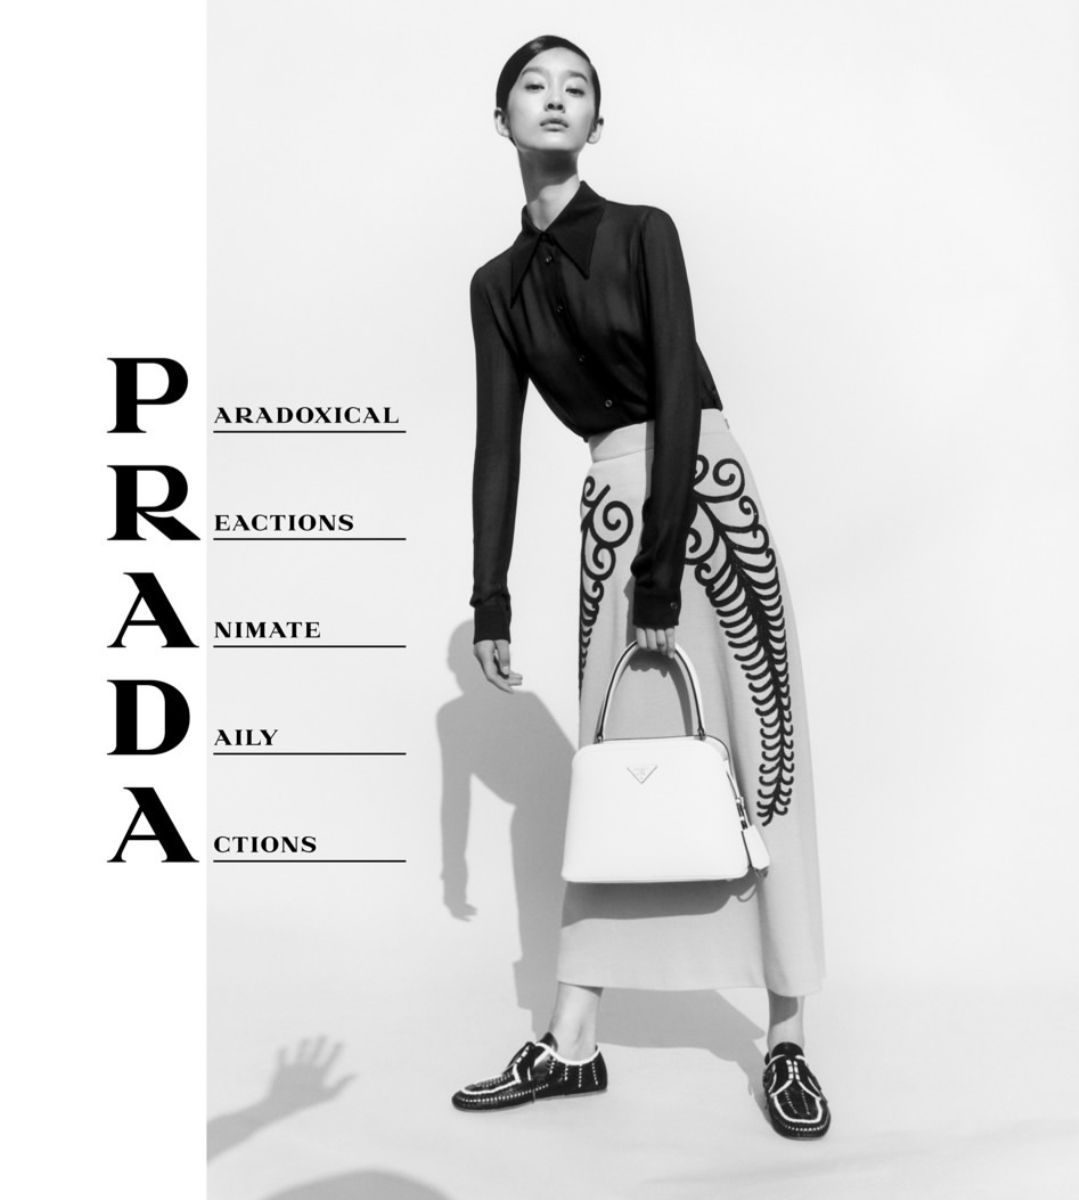 PARADOXICAL
REACTIONS
ANIMATE
DAILY
ACTIONS